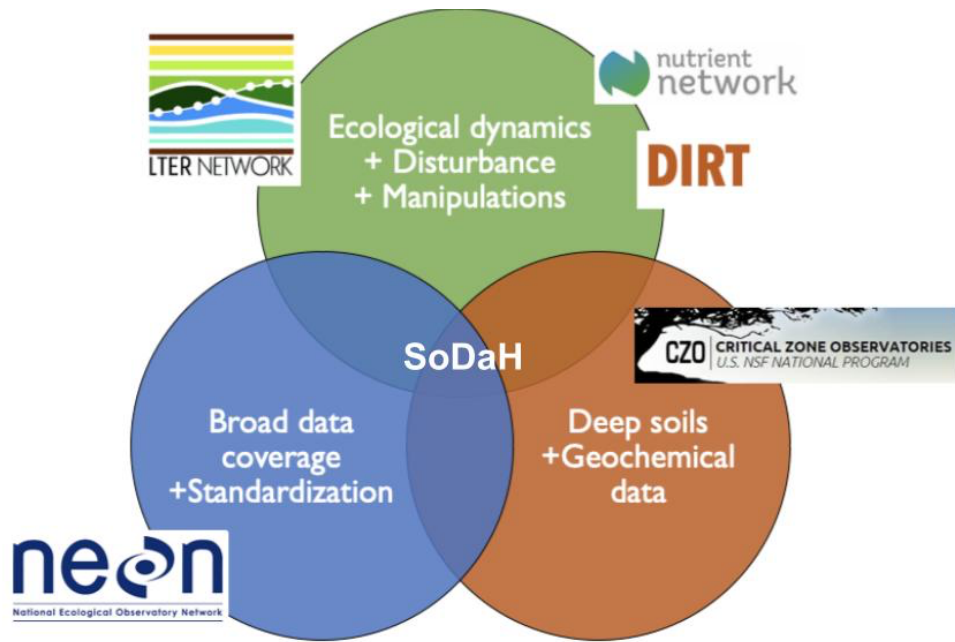 LTER NETWORK
nutrient
network
DIRT
Ecological dynamics
+ Disturbance
+ Manipulations
CZO
CRITICAL ZONE OBSERVATORIES
U.S. NSF NATIONAL PROGRAM
SoDaH
Broad data
coverage
+Standardization
Deep soils
+Geochemical
data
neon
National Ecological Observatory Network